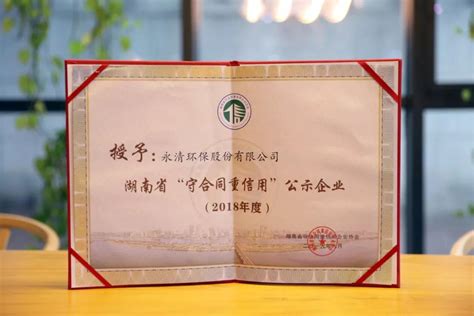 信
授予：永清环保股份有限公司
湖南省“守合同重信用”公示企业
（2018年度）